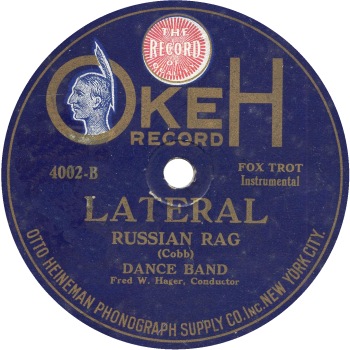 THE
RECORD
OF
OKEH
RECORD
4002-B
FOX TROT
Instrumental
LATERAL
RUSSIAN RAG
(Cobb)
DANCE BAND
Fred W. Hager, Conductor
OTTO HEINEMAN PHONOGRAPH SUPPLY CO. Inc. NEW YORK CITY.